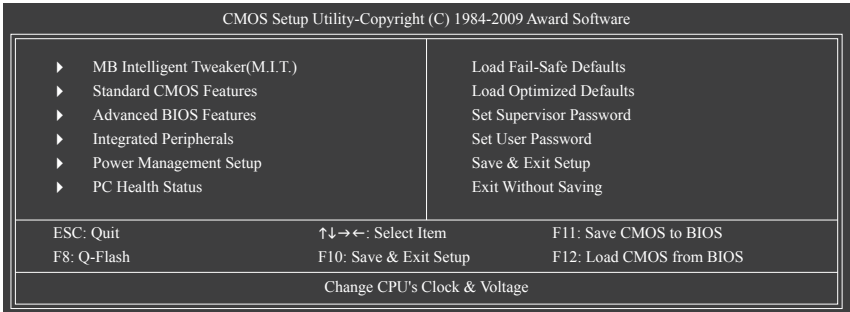 CMOS Setup Utility-Copyright (C) 1984-2009 Award Software
MB Intelligent Tweaker(M.I.T.)
Standard CMOS Features
Advanced BIOS Features
Integrated Peripherals
Power Management Setup
PC Health Status
Load Fail-Safe Defaults
Load Optimized Defaults
Set Supervisor Password
Set User Password
Save & Exit Setup
Exit Without Saving
ESC: Quit
↑↓→←: Select Item
F11: Save CMOS to BIOS
F8: Q-Flash
F10: Save & Exit Setup
F12: Load CMOS from BIOS
Change CPU's Clock & Voltage